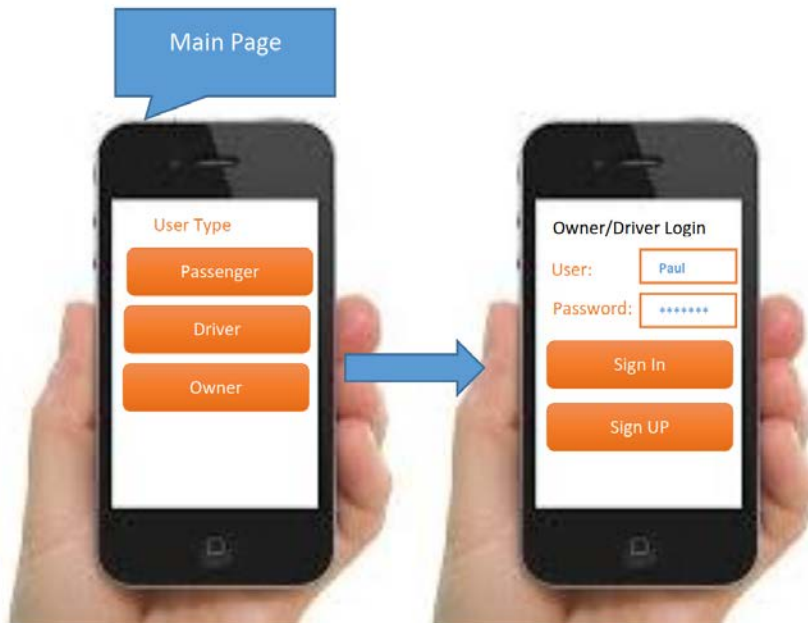 Main Page
User Type
Passenger
Driver
Owner
Owner/Driver Login
User:
Paul
Password:
*******
Sign In
Sign UP